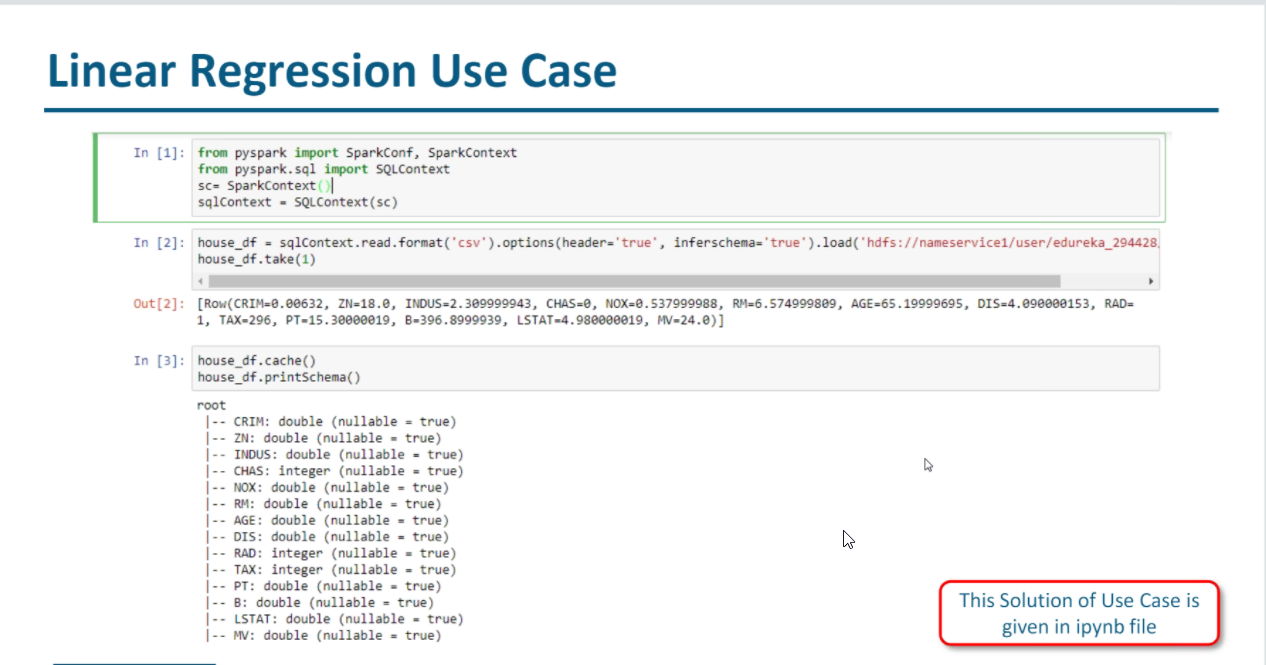 Linear Regression Use Case
In [1]: from pyspark import SparkConf, SparkContext
from pyspark.sql import SQLContext
sc= SparkContext()
sqlContext = SQLContext(sc)
In [2]: house_df = sqlContext.read.format('csv').options(header='true', inferschema='true').load('hdfs://nameservice1/user/edureka_294428
house_df.take(1)
Out[2]: [Row(CRIM=0.00632, ZN=18.0, INDUS=2.309999943, CHAS=0, NOX=0.537999988, RM=6.574999809, AGE=65.19999695, DIS=4.090000153, RAD=
1, TAX=296, PT=15.30000019, B=396.8999939, LSTAT=4.980000019, MV=24.0)]
In [3]: house_df.cache()
house_df.printSchema()
root
|-- CRIM: double (nullable = true)
|-- ZN: double (nullable = true)
|-- INDUS: double (nullable = true)
|-- CHAS: integer (nullable = true)
|-- NOX: double (nullable = true)
|-- RM: double (nullable = true)
|-- AGE: double (nullable = true)
|-- DIS: double (nullable = true)
|-- RAD: integer (nullable = true)
|-- TAX: integer (nullable = true)
|-- PT: double (nullable = true)
|-- B: double (nullable = true)
|-- LSTAT: double (nullable = true)
|-- MV: double (nullable = true)
This Solution of Use Case is
given in ipynb file